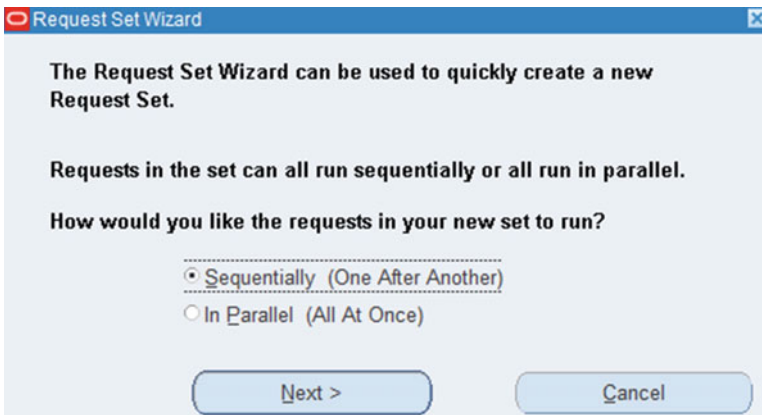 Request Set Wizard
The Request Set Wizard can be used to quickly create a new
Request Set.
Requests in the set can all run sequentially or all run in parallel.
How would you like the requests in your new set to run?
Sequentially (One After Another)
In Parallel (All At Once)
Next > Cancel